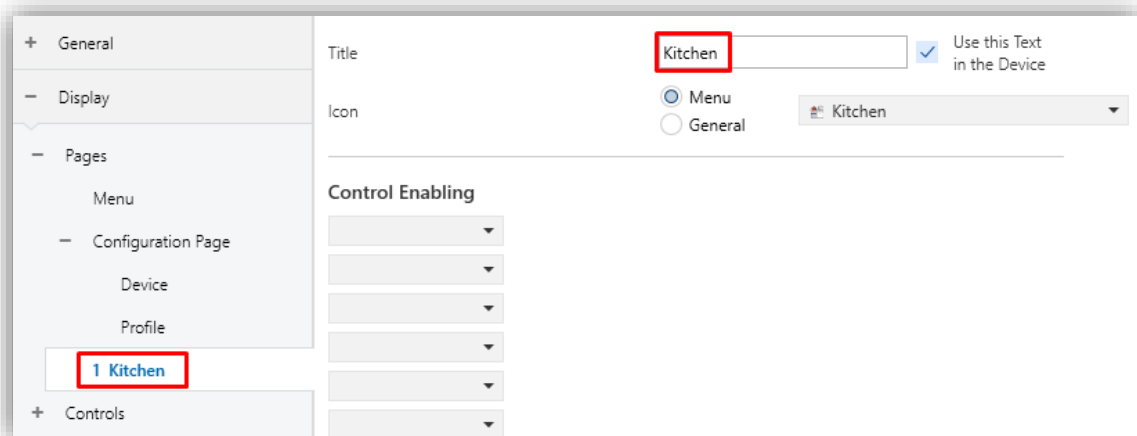 + General
− Display
− Pages
Menu
− Configuration Page
Device
Profile
1 Kitchen
+ Controls
Title
Kitchen
Use this Text
in the Device
Icon
Menu
General
Kitchen
Control Enabling